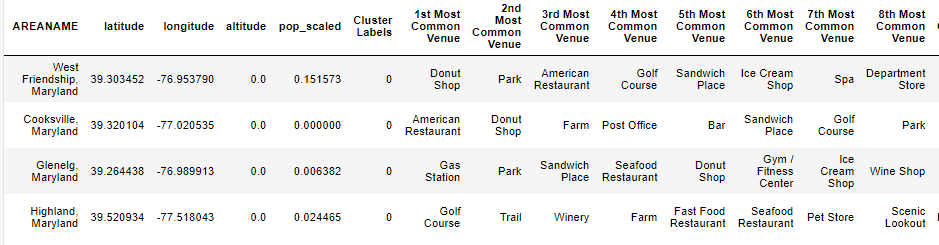 AREANAME latitude longitude altitude pop_scaled Cluster Labels 1st Most Common Venue 2nd Most Common Venue 3rd Most Common Venue 4th Most Common Venue 5th Most Common Venue 6th Most Common Venue 7th Most Common Venue 8th Most Common Venue
West Friendship, Maryland 39.303452 -76.953790 0.0 0.151573 0 Donut Shop Park American Restaurant Golf Course Sandwich Place Ice Cream Shop Spa Department Store
Cooksville, Maryland 39.320104 -77.020535 0.0 0.000000 0 American Restaurant Donut Shop Farm Post Office Bar Sandwich Place Golf Course Park
Glenelg, Maryland 39.264438 -76.989913 0.0 0.006382 0 Gas Station Park Sandwich Place Seafood Restaurant Donut Shop Gym / Fitness Center Ice Cream Shop Wine Shop
Highland, Maryland 39.520934 -77.518043 0.0 0.024465 0 Golf Course Trail Winery Farm Fast Food Restaurant Seafood Restaurant Pet Store Scenic Lookout